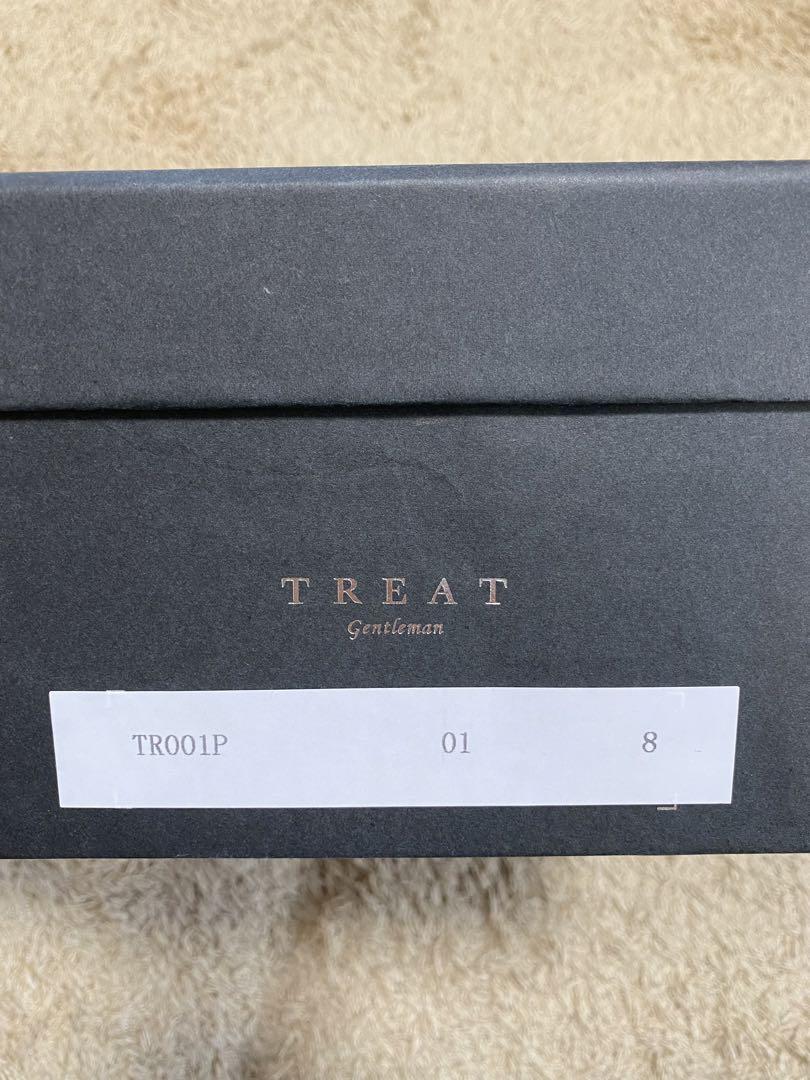 TREAT
Gentleman
TR001P 01 8